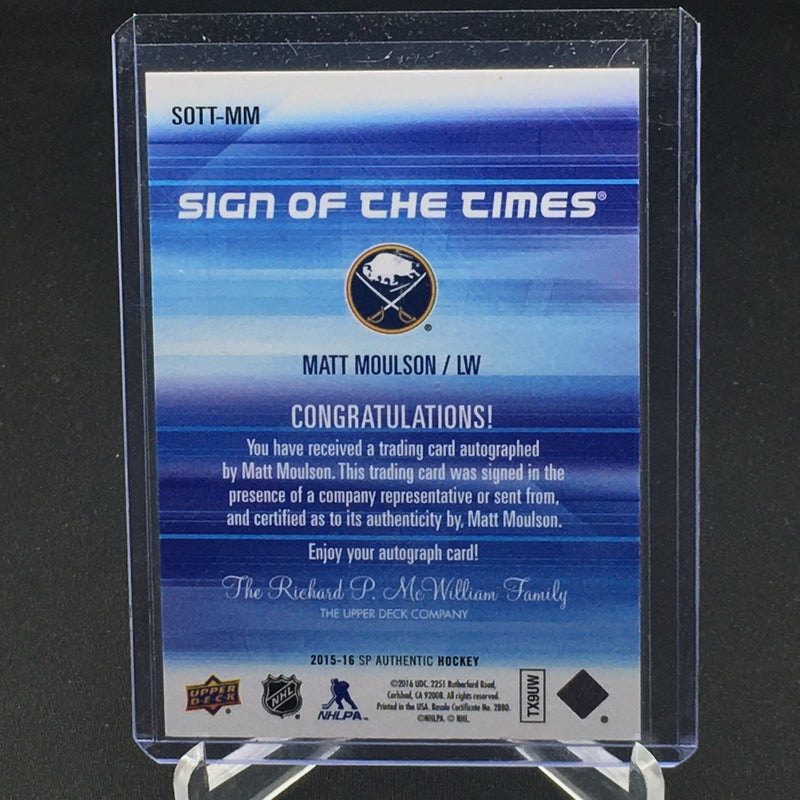 SOTT-MM
SIGN OF THE TIMES®
®
MATT MOULSON / LW
CONGRATULATIONS!
You have received a trading card autographed
by Matt Moulson. This trading card was signed in the
presence of a company representative or sent from,
and certified as to its authenticity by, Matt Moulson.
Enjoy your autograph card!
The Richard P. McWilliam Family
THE UPPER DECK COMPANY
2015-16 SP AUTHENTIC HOCKEY
UPPER DECK®
NHL®
NHLPA™
©2016 UDC. 2251 Rutherford Road,
Carlsbad, CA 92008. All rights reserved.
Printed in the USA. Resale Certificate No. 2880.
©NHLPA. © NHL.
TX9UW
®